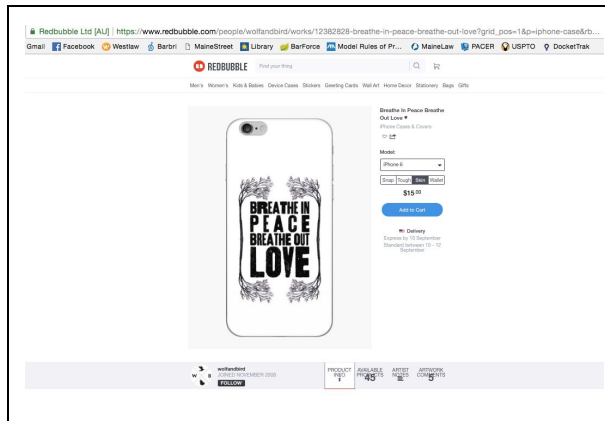 Redbubble Ltd [AU] | https://www.redbubble.com/people/wolfandbird/works/12382828-breathe-in-peace-breathe-out-love?grid_pos=1&p=iphone-case&rb...
Gmail Facebook Westlaw Barbri MaineStreet Library BarForce Model Rules of Pr... MaineLaw PACER USPTO DocketTrak
REDBUBBLE Find your thing
Men's Women's Kids & Babies Device Cases Stickers Greeting Cards Wall Art Home Decor Stationery Bags Gifts
Breathe In Peace Breathe
Out Love ♥
iPhone Cases & Covers
Model:
iPhone 6
Snap Tough Skin Wallet
$15.00
Add to Cart
Delivery
Express by 10 September
Standard between 10 - 12
September
BREATHE IN
PEACE
BREATHE OUT
LOVE
W B
wolfandbird
JOINED NOVEMBER 2008
FOLLOW
PRODUCT
INFO
AVAILABLE
PRODUCTS
45
ARTIST
NOTES
ARTWORK
COMMENTS
5